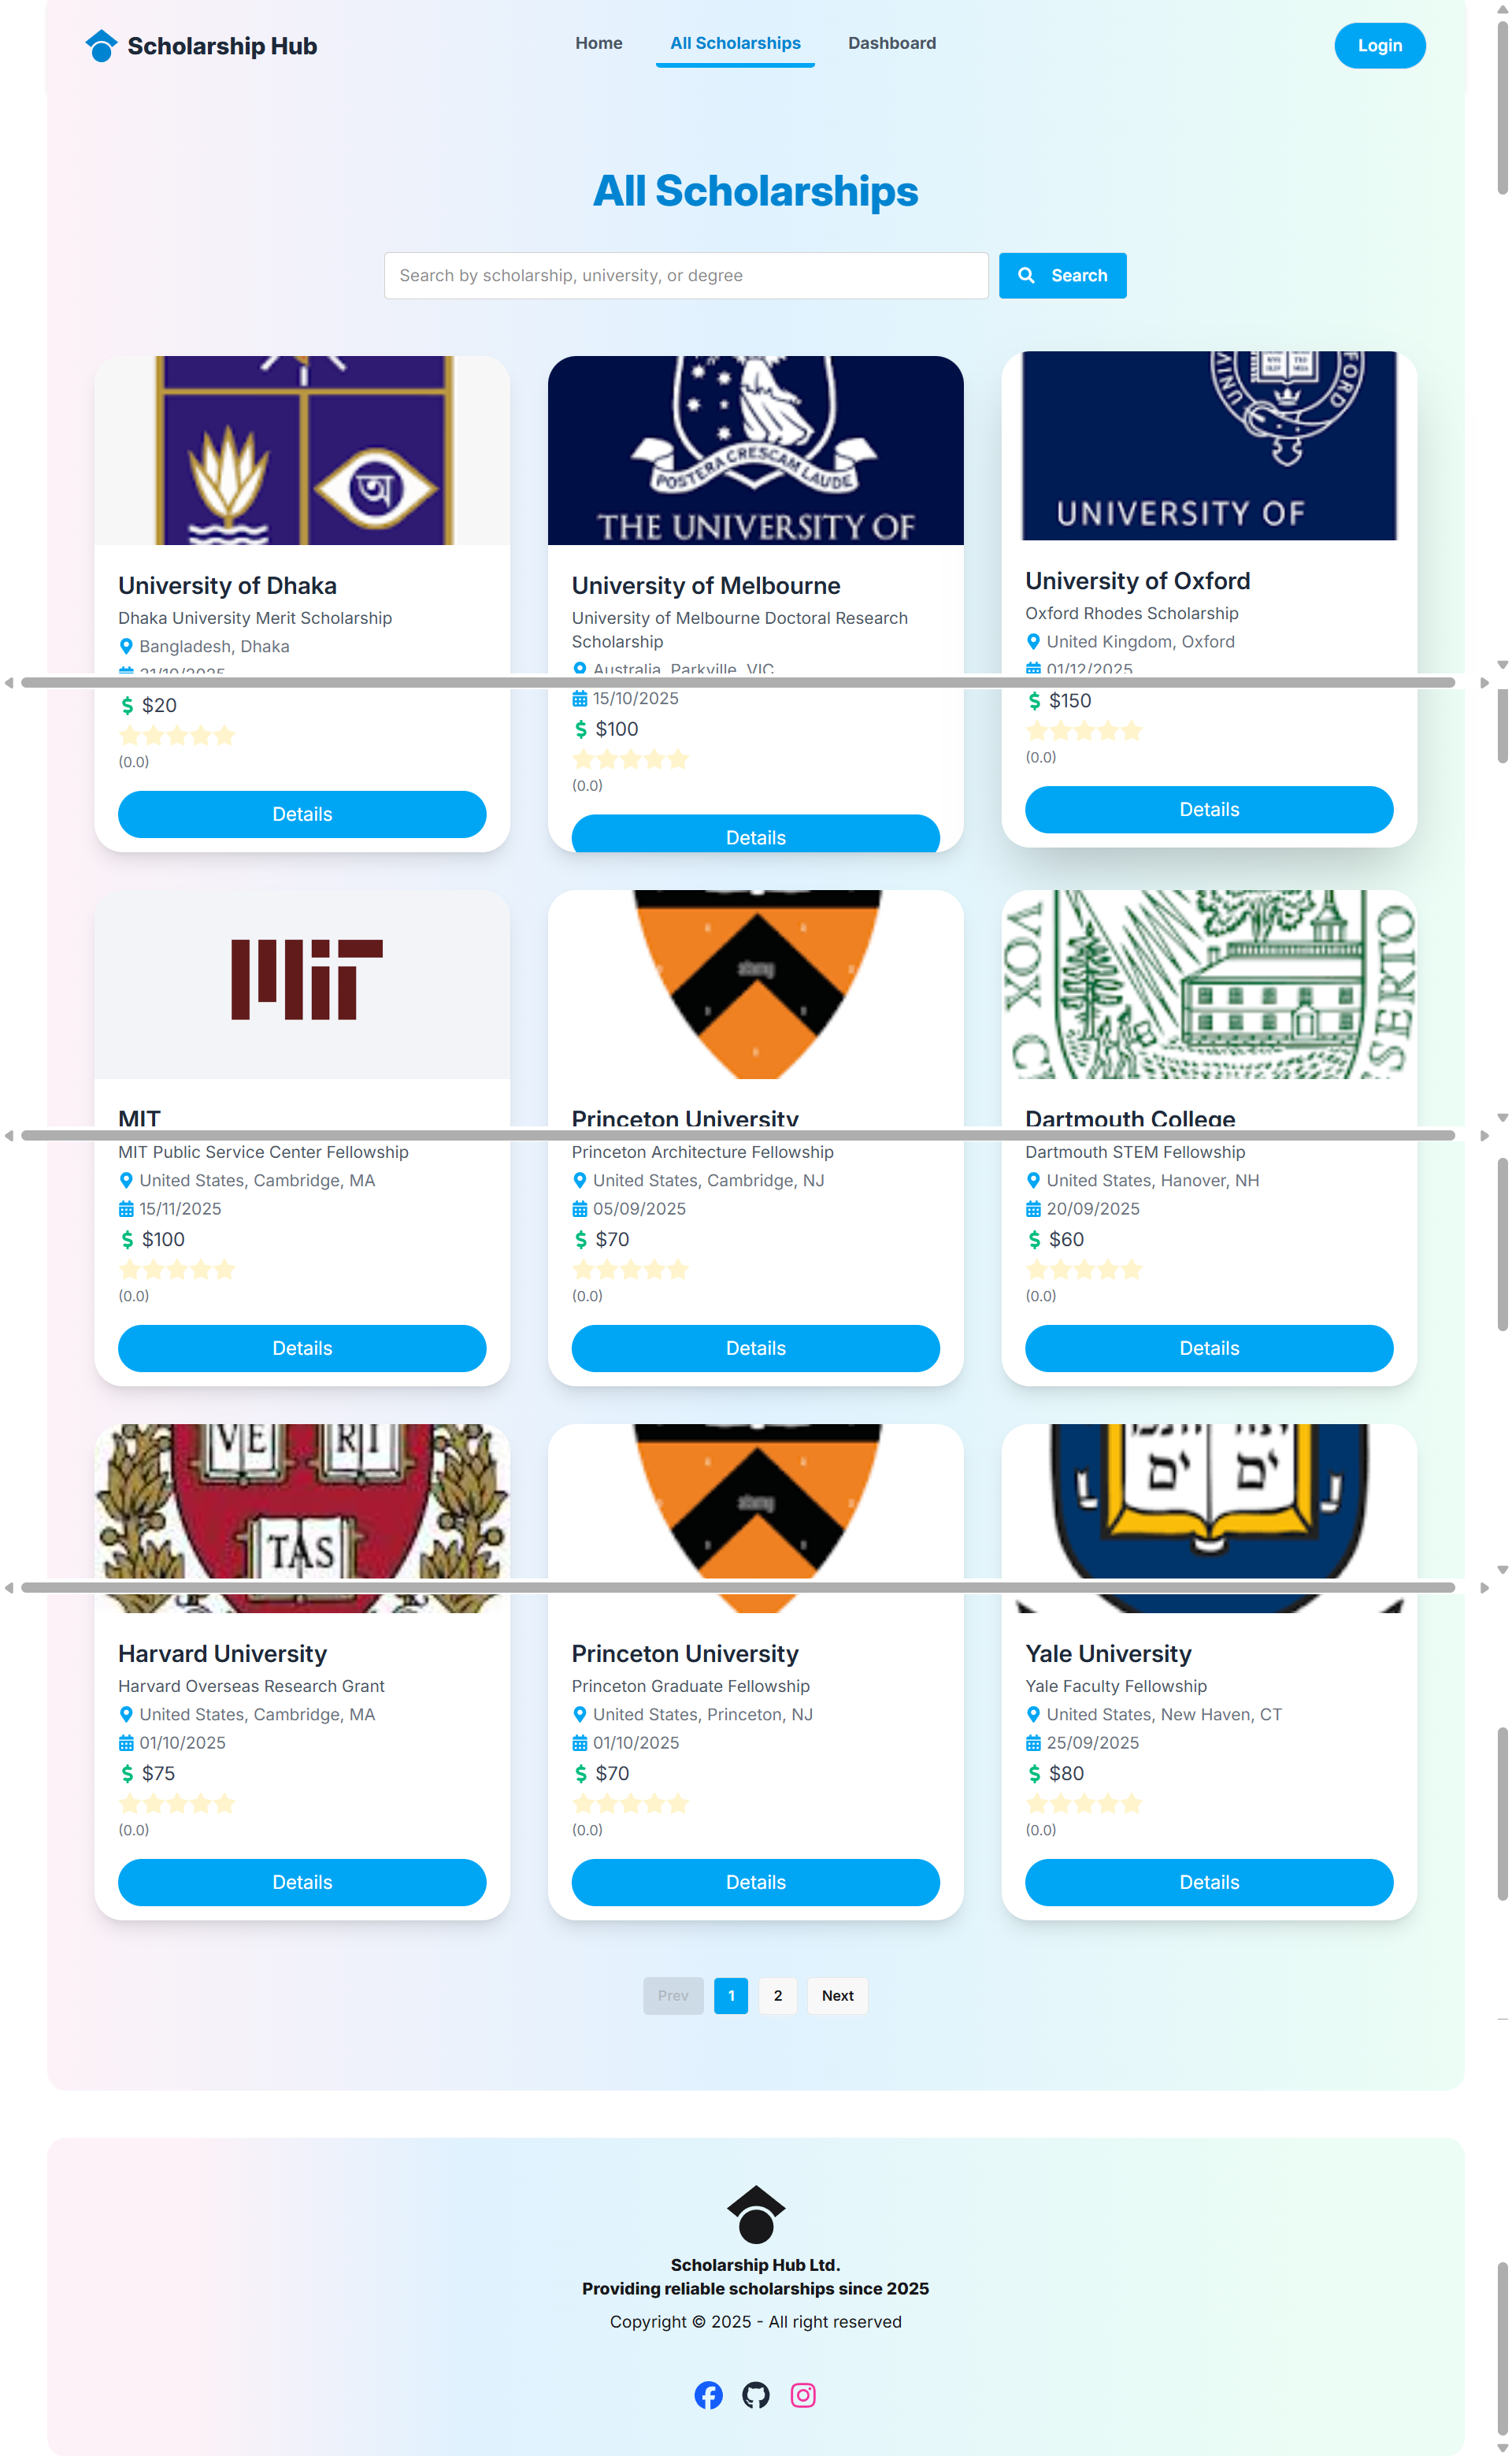 Scholarship Hub
Home
All Scholarships
Dashboard
Login
All Scholarships
Search by scholarship, university, or degree
Search
অ
POSTERA CRESCAM LAUDE
THE UNIVERSITY OF
UNIVERSITY OF
University of Dhaka
Dhaka University Merit Scholarship
Bangladesh, Dhaka
$20
(0.0)
Details
University of Melbourne
University of Melbourne Doctoral Research
Scholarship
Australia, Parkville, VIC
15/10/2025
$100
(0.0)
Details
University of Oxford
Oxford Rhodes Scholarship
United Kingdom, Oxford
01/12/2025
$150
(0.0)
Details
MiT
VOX
MIT
MIT Public Service Center Fellowship
United States, Cambridge, MA
15/11/2025
$100
(0.0)
Details
Princeton University
Princeton Architecture Fellowship
United States, Cambridge, NJ
05/09/2025
$70
(0.0)
Details
Dartmouth College
Dartmouth STEM Fellowship
United States, Hanover, NH
20/09/2025
$60
(0.0)
Details
VE RI
TAS
ים ים
Harvard University
Harvard Overseas Research Grant
United States, Cambridge, MA
01/10/2025
$75
(0.0)
Details
Princeton University
Princeton Graduate Fellowship
United States, Princeton, NJ
01/10/2025
$70
(0.0)
Details
Yale University
Yale Faculty Fellowship
United States, New Haven, CT
25/09/2025
$80
(0.0)
Details
Prev
1
2
Next
Scholarship Hub Ltd.
Providing reliable scholarships since 2025
Copyright © 2025 - All right reserved